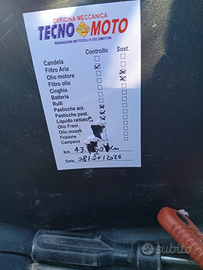 OFFICINA MECCANICA
TECNO MOTO
RIPARAZIONE MOTOCICLI E CICLOMOTORI
Controllo Sost.
Candela
Filtro Aria
Olio motore
Filtro olio
Cinghia
Batteria
Rulli
Pasticche ant.
Pasticche post.
Liquido radiatore
Olio Freni
Olio mozzo
Frizione
Campana
Km
Data
subito